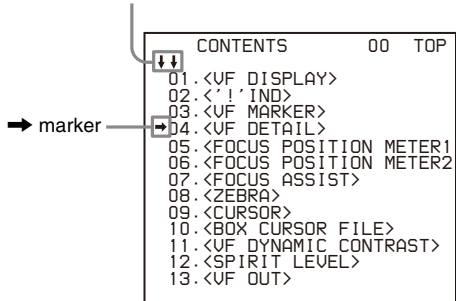 CONTENTS 00 TOP
↓↓
01.<VF DISPLAY>
02.<'!'IND>
03.<VF MARKER>
➡ marker
➡04.<VF DETAIL>
05.<FOCUS POSITION METER1
06.<FOCUS POSITION METER2
07.<FOCUS ASSIST>
08.<ZEBRA>
09.<CURSOR>
10.<BOX CURSOR FILE>
11.<VF DYNAMIC CONTRAST>
12.<SPIRIT LEVEL>
13.<VF OUT>